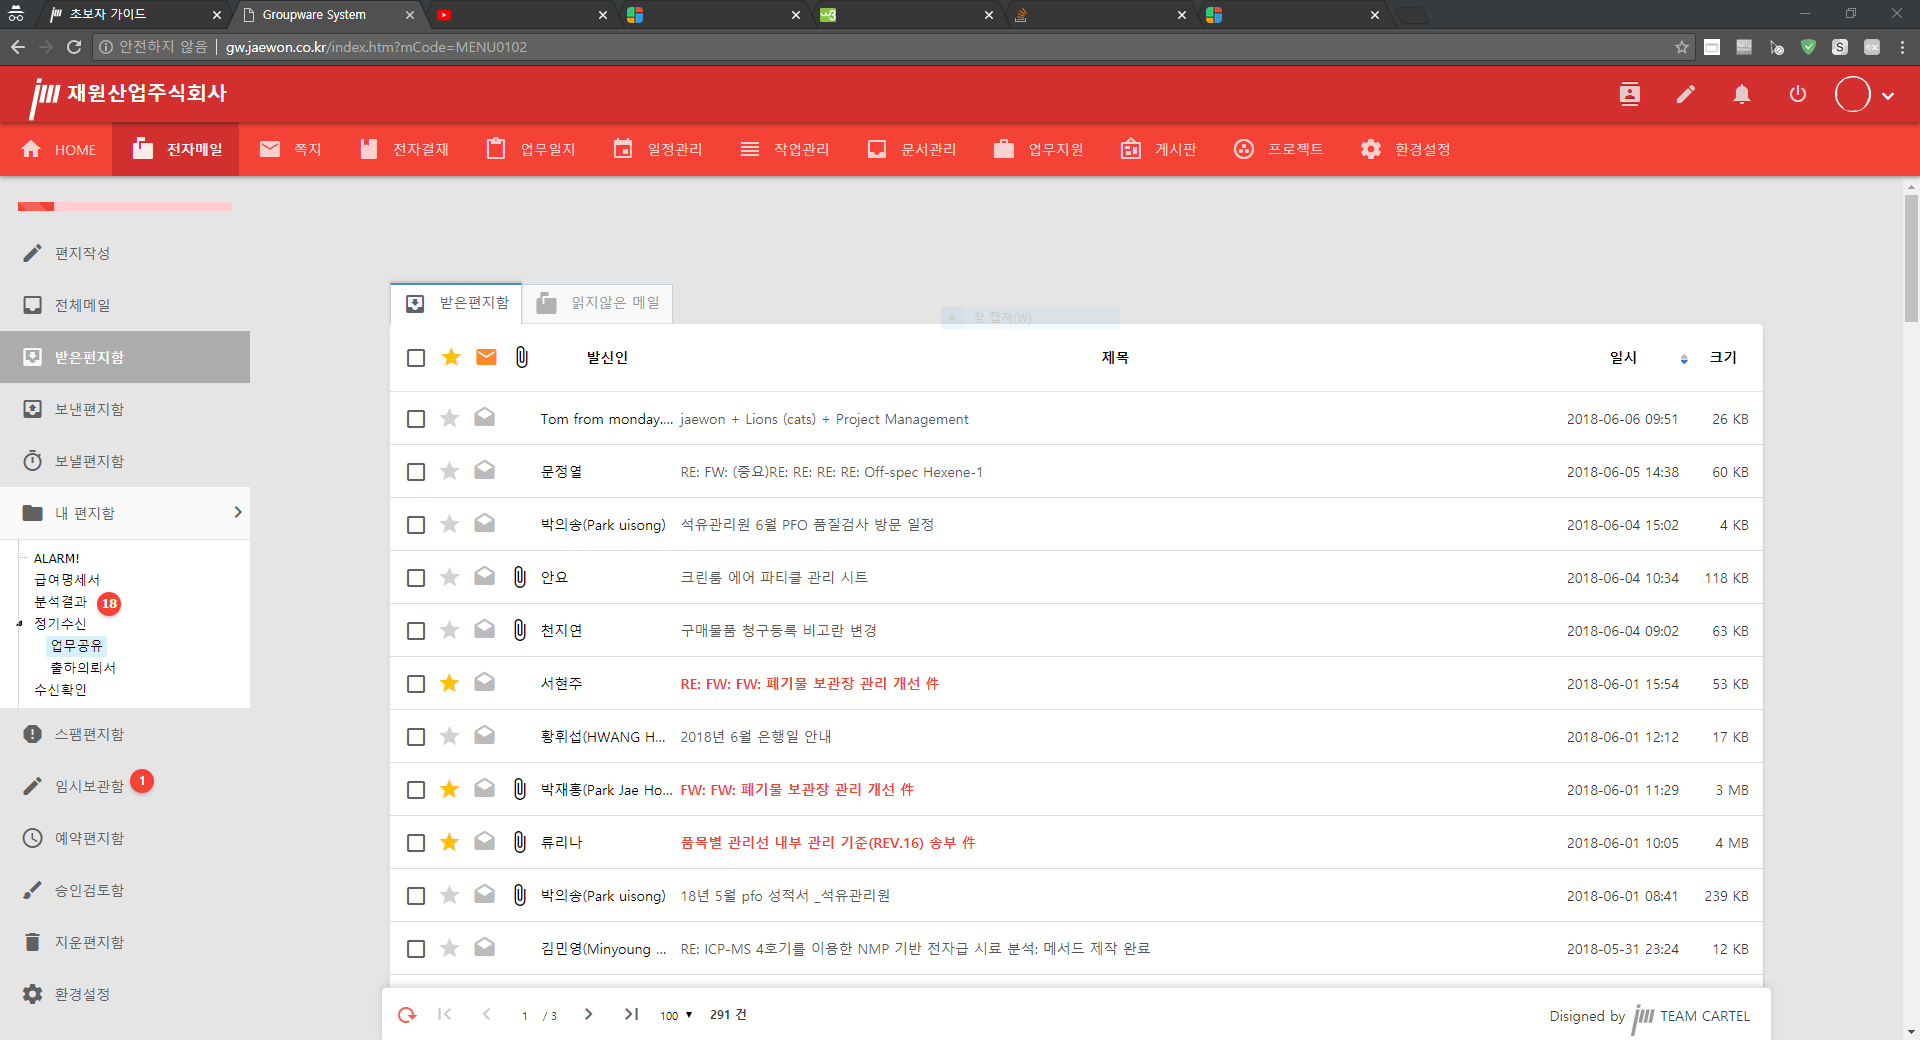 초보자 가이드
Groupware System
안전하지 않음 gw.jaewon.co.kr/index.htm?mCode=MENU0102
재원산업주식회사
HOME 전자메일 쪽지 전자결재 업무일지 일정관리 작업관리 문서관리 업무지원 게시판 프로젝트 환경설정
편지작성
전체메일
받은편지함
보낸편지함
보낼편지함
내 편지함
ALARM!
급여명세서
분석결과 18
정기수신
업무공유
출하의뢰서
수신확인
스팸편지함
임시보관함 1
예약편지함
승인검토함
지운편지함
환경설정
받은편지함 읽지않은 메일
창 캡처(W)
발신인 제목 일시 크기
Tom from monday.... jaewon + Lions (cats) + Project Management 2018-06-06 09:51 26 KB
문정열 RE: FW: (중요)RE: RE: RE: RE: Off-spec Hexene-1 2018-06-05 14:38 60 KB
박의송(Park uisong) 석유관리원 6월 PFO 품질검사 방문 일정 2018-06-04 15:02 4 KB
안요 크린룸 에어 파티클 관리 시트 2018-06-04 10:34 118 KB
천지연 구매물품 청구등록 비고란 변경 2018-06-04 09:02 63 KB
서현주 RE: FW: FW: 폐기물 보관장 관리 개선 件 2018-06-01 15:54 53 KB
황휘섭(HWANG H... 2018년 6월 은행일 안내 2018-06-01 12:12 17 KB
박재홍(Park Jae Ho... FW: FW: 폐기물 보관장 관리 개선 件 2018-06-01 11:29 3 MB
류리나 품목별 관리선 내부 관리 기준(REV.16) 송부 件 2018-06-01 10:05 4 MB
박의송(Park uisong) 18년 5월 pfo 성적서 _석유관리원 2018-06-01 08:41 239 KB
김민영(Minyoung ... RE: ICP-MS 4호기를 이용한 NMP 기반 전자급 시료 분석: 메서드 제작 완료 2018-05-31 23:24 12 KB
1 / 3 100 291 건
Disigned by TEAM CARTEL